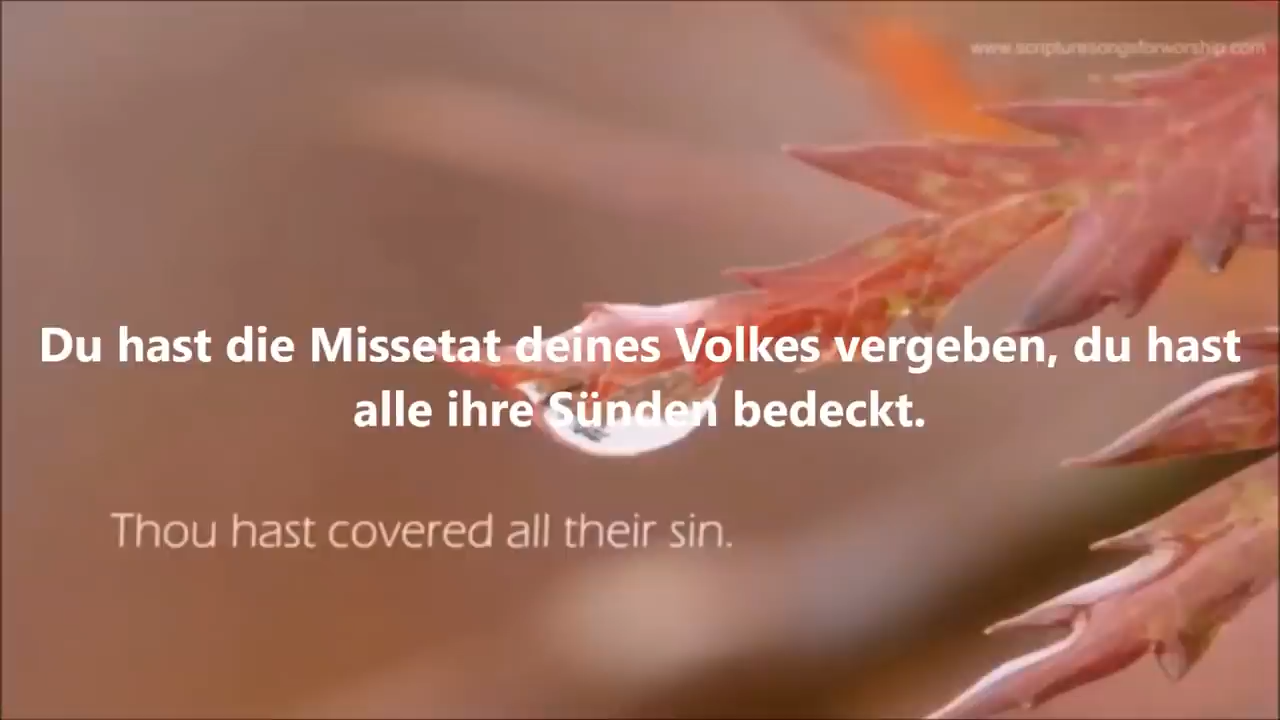 www.scripturesongsforworship.com
Du hast die Missetat deines Volkes vergeben, du hast
alle ihre Sünden bedeckt.
Thou hast covered all their sin.